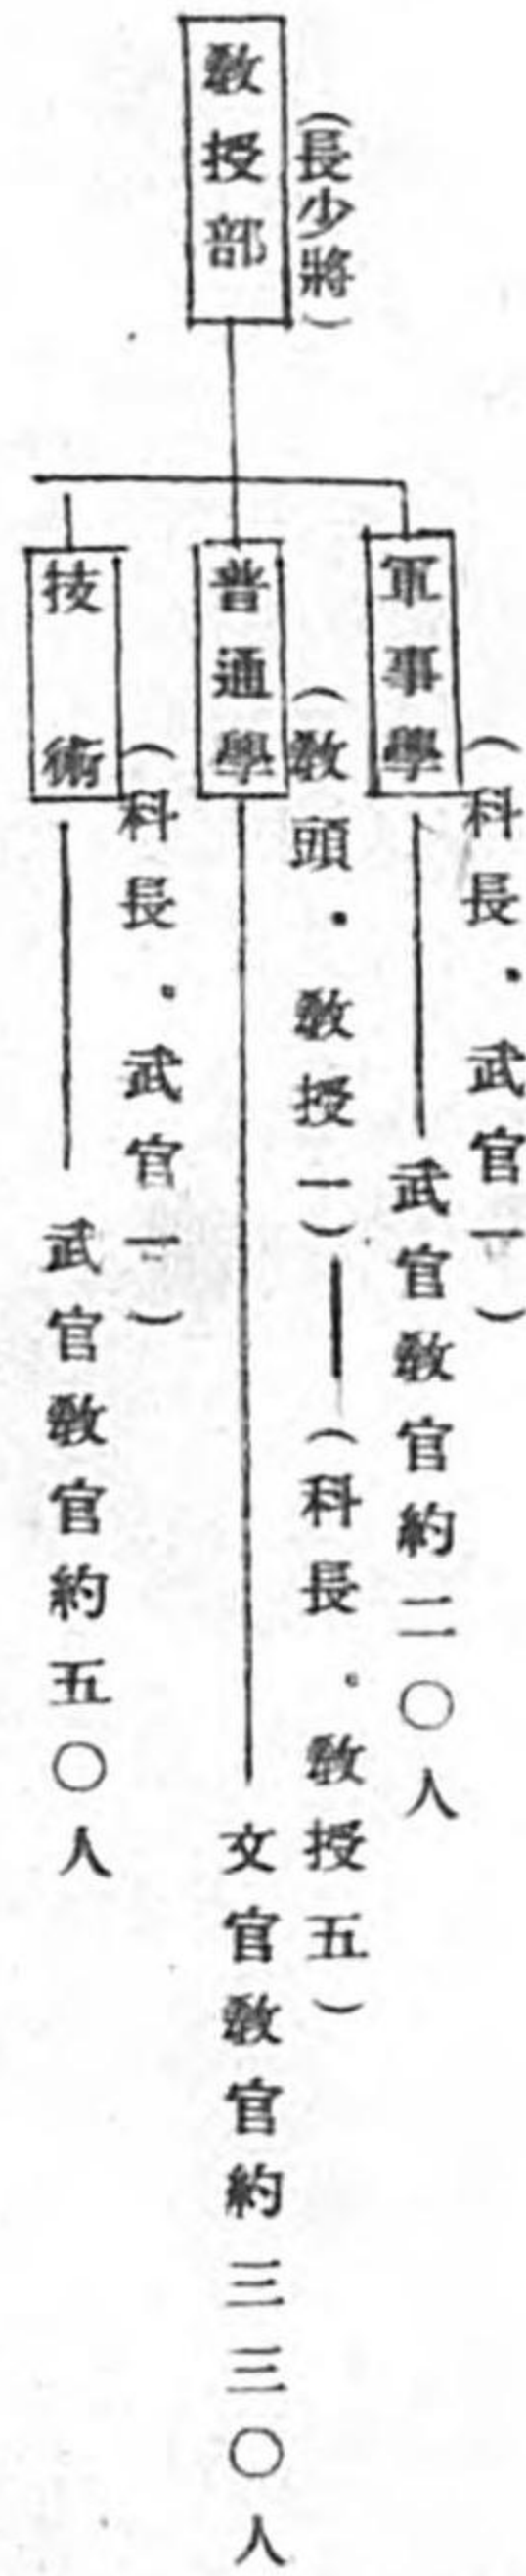 （長少將）
教授部
（科長・武官一）
軍事學
武官教官約二〇人
（教頭・教授一）
（科長・教授五）
普通學
文官教官約三三〇人
（科長・武官一）
技術
武官教官約五〇人